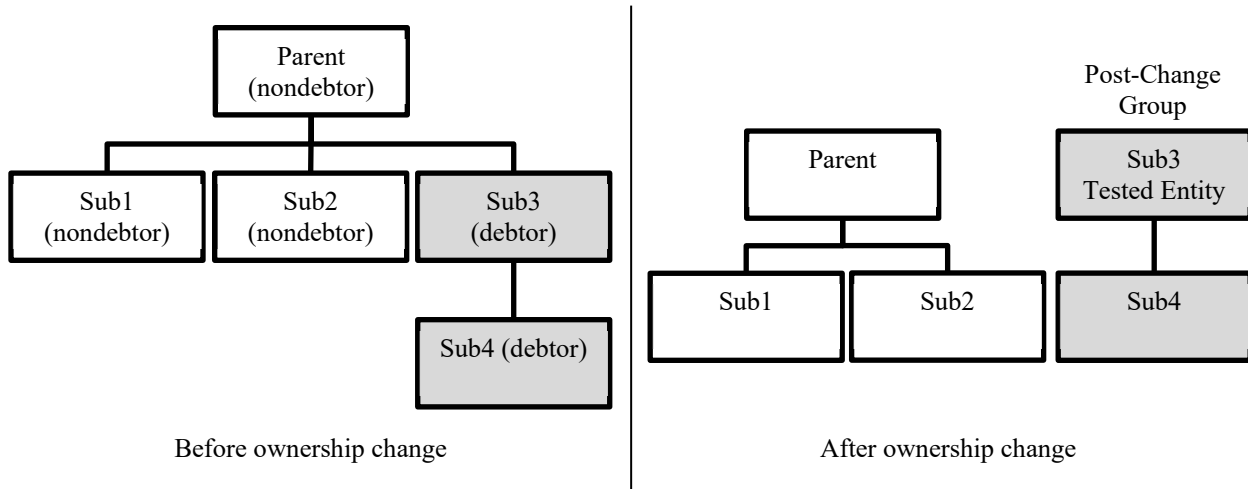 Parent
(nondebtor)
Sub1
(nondebtor)
Sub2
(nondebtor)
Sub3
(debtor)
Sub4 (debtor)
Before ownership change
Post-Change
Group
Parent
Sub3
Tested Entity
Sub1
Sub2
Sub4
After ownership change